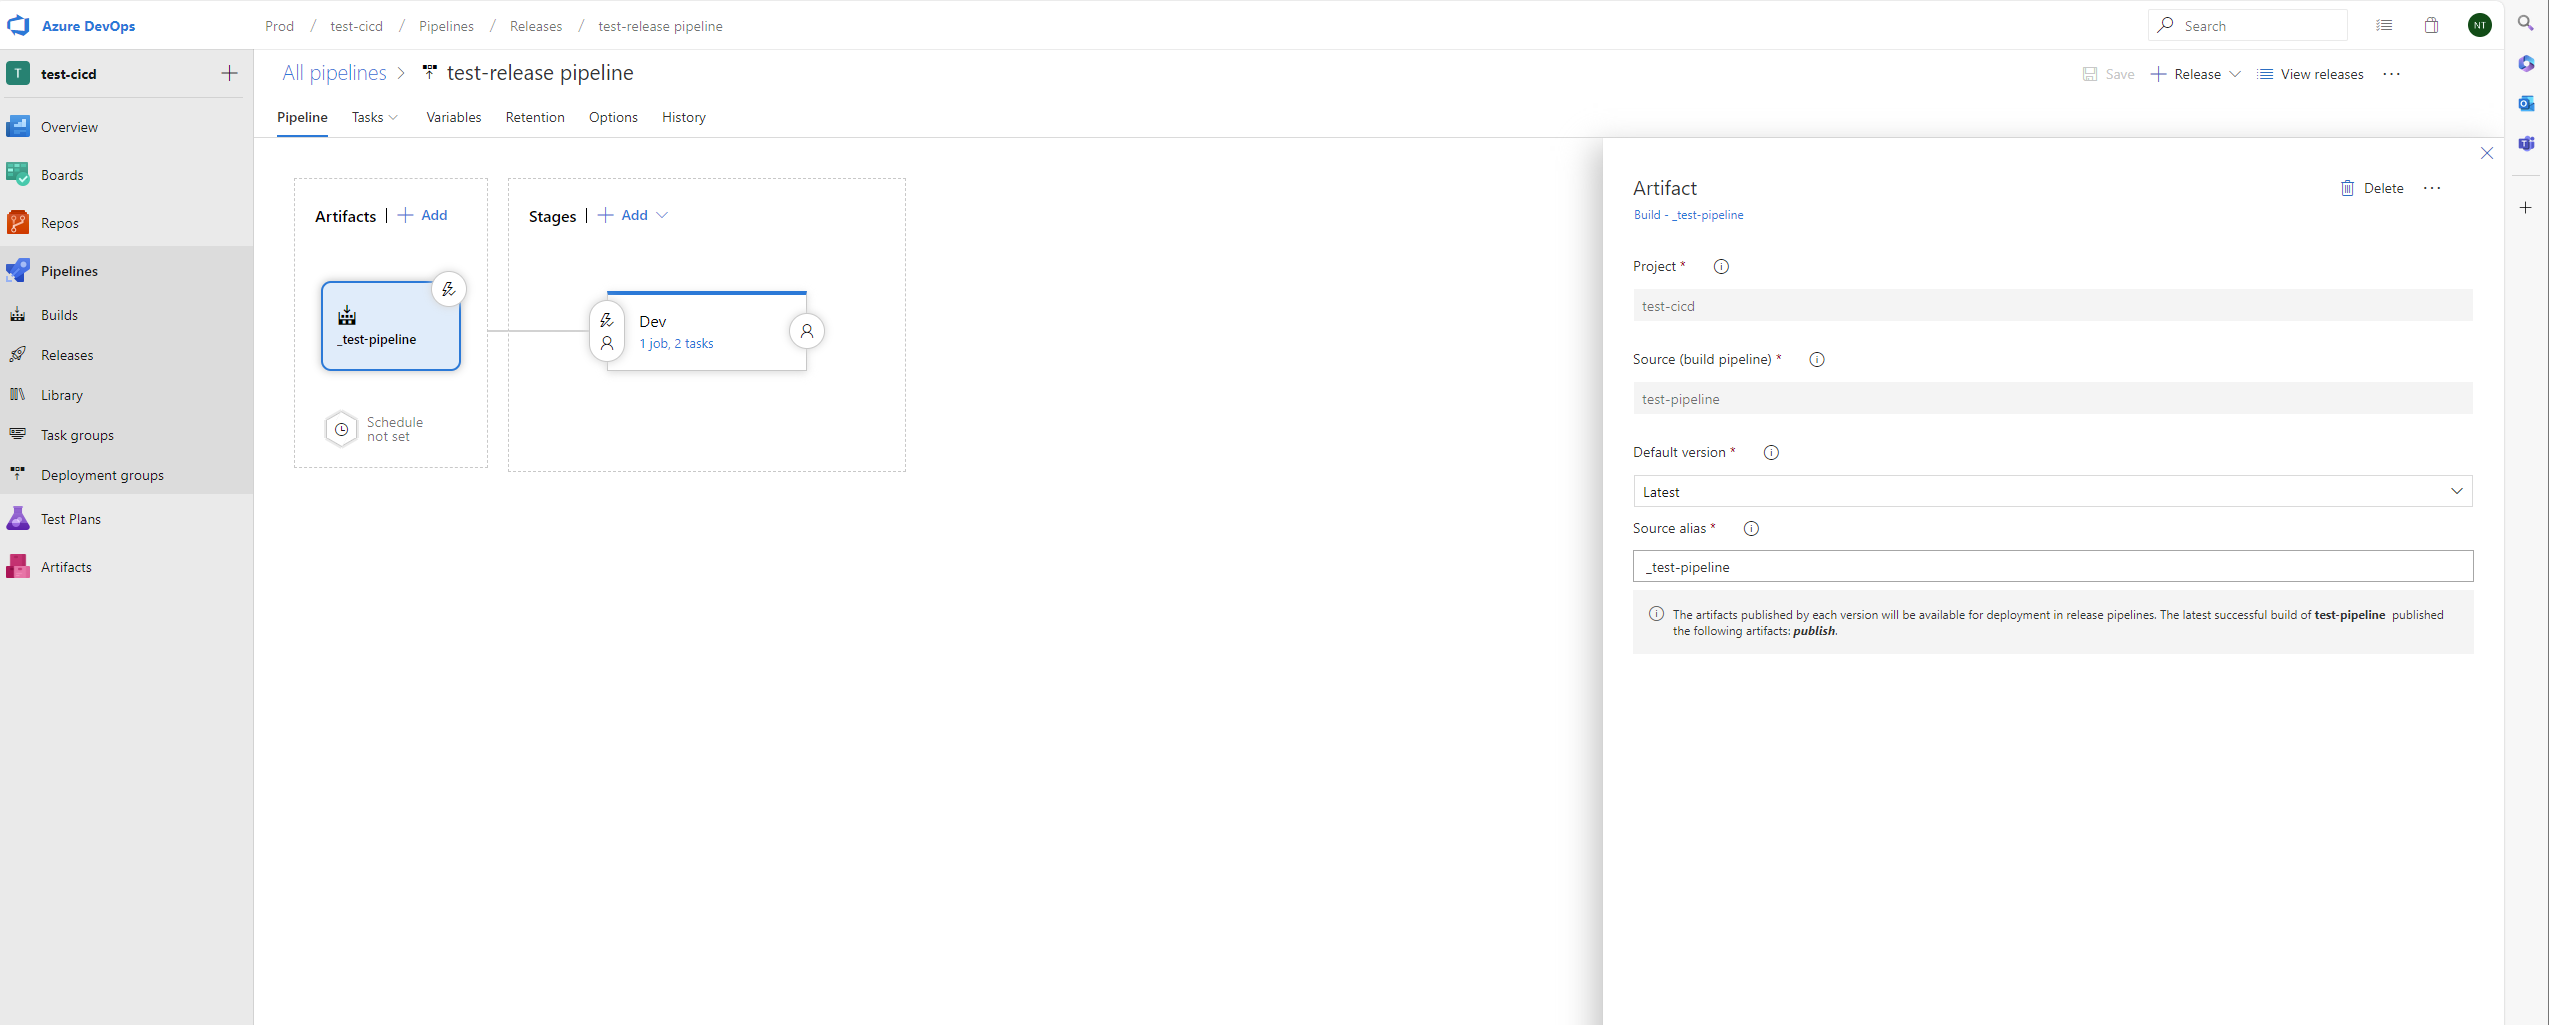 Azure DevOps
Prod / test-cicd / Pipelines / Releases / test-release pipeline
Search
NT
T
test-cicd
Overview
Boards
Repos
Pipelines
Builds
Releases
Library
Task groups
Deployment groups
Test Plans
Artifacts
All pipelines > test-release pipeline
Save
Release
View releases
...
Pipeline
Tasks
Variables
Retention
Options
History
Artifacts | + Add
_test-pipeline
Schedule
not set
Stages | + Add
Dev
1 job, 2 tasks
Artifact
Delete
...
Build - _test-pipeline
Project *
test-cicd
Source (build pipeline) *
test-pipeline
Default version *
Latest
Source alias *
_test-pipeline
The artifacts published by each version will be available for deployment in release pipelines. The latest successful build of test-pipeline published
the following artifacts: publish.